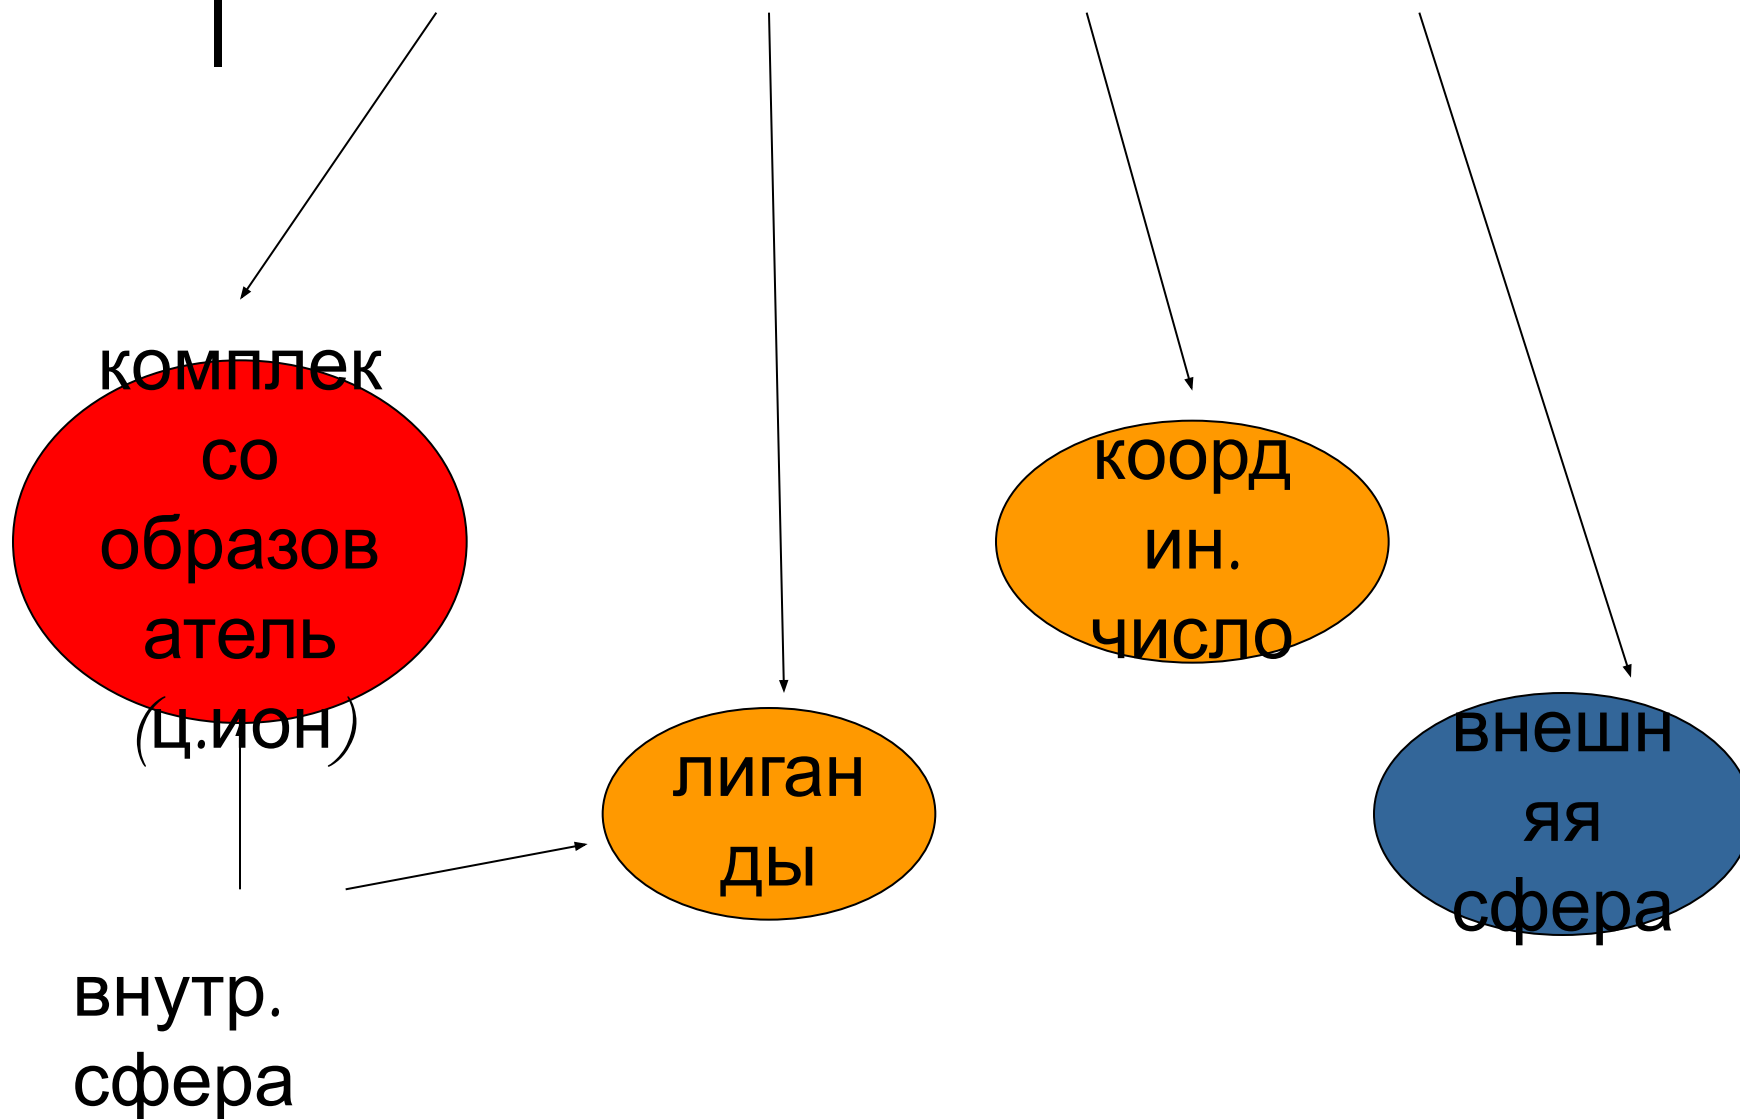 комплек
со
образов
атель
(ц.ион)
лиган
ды
коорд
ин.
число
внешн
яя
сфера
внутр.
сфера